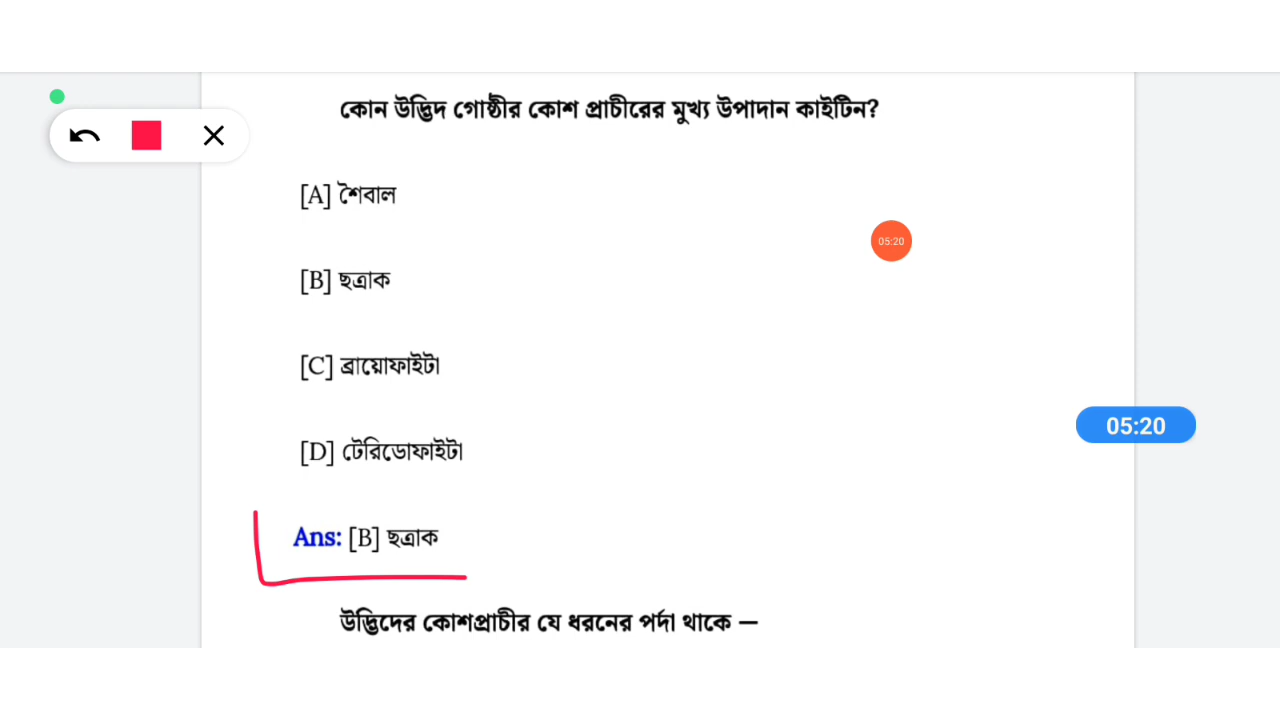 কোন উদ্ভিদ গোষ্ঠীর কোশ প্রাচীরের মুখ্য উপাদান কাইটিন?
[A] শৈবাল
05:20
[B] ছত্রাক
[C] ব্রায়োফাইটা
05:20
[D] টেরিডোফাইটা
Ans: [B] ছত্রাক
উদ্ভিদের কোশপ্রাচীর যে ধরনের পর্দা থাকে —